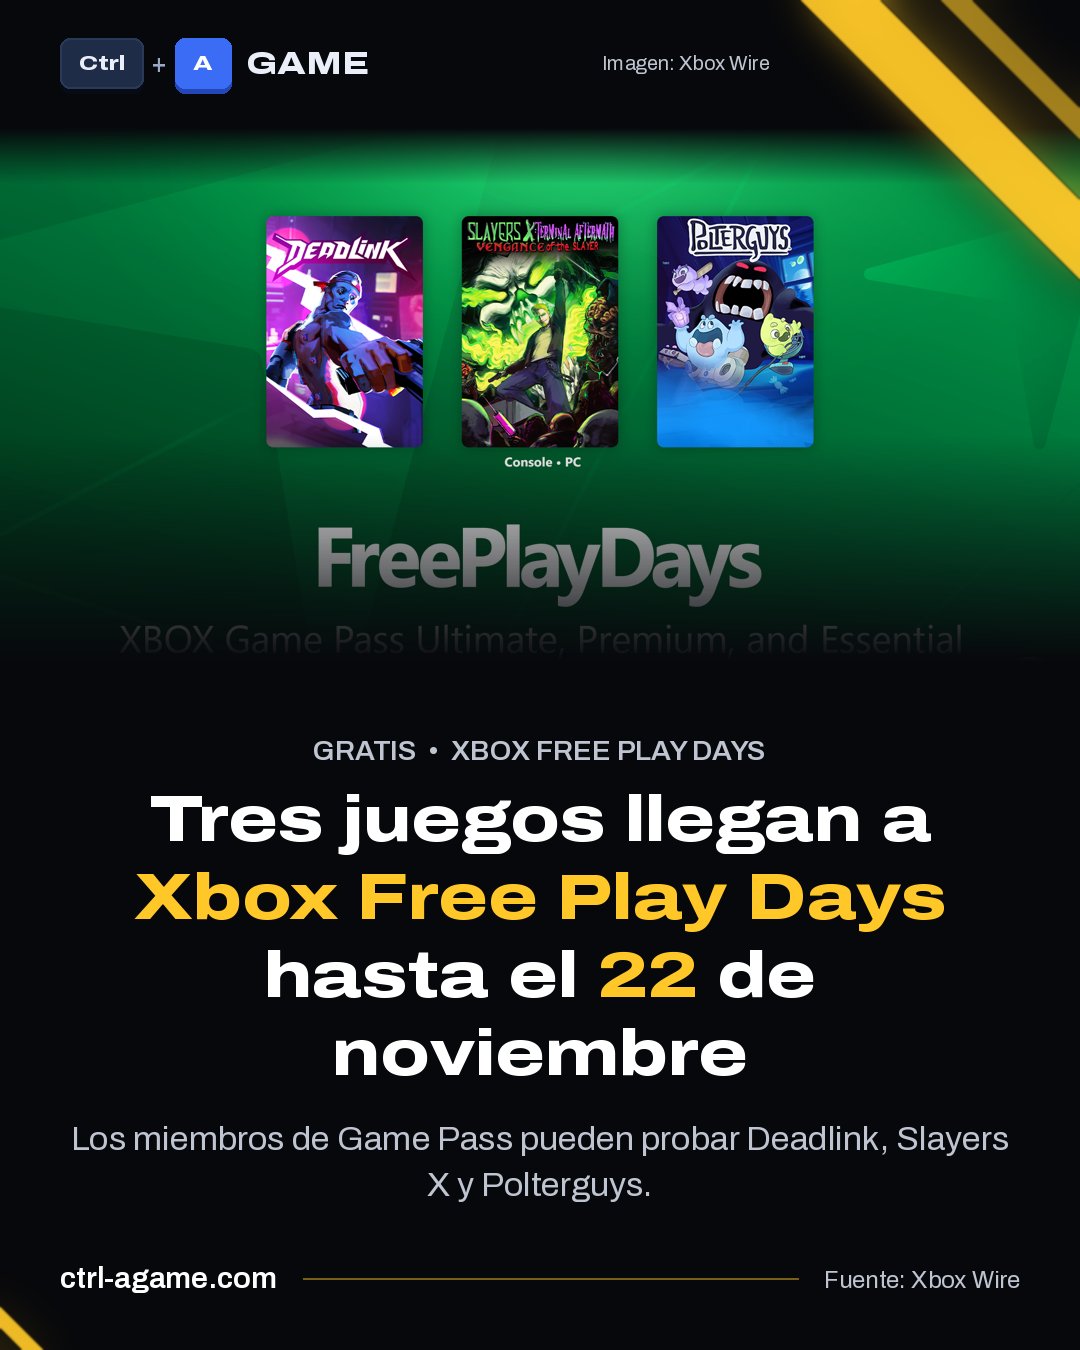 Ctrl + A GAME
Imagen: Xbox Wire
DEADLINK
SLAYERS X: TERMINAL AFTERMATH
VENGANCE of the SLAYER
POLTERGUYS
Console • PC
FreePlayDays
XBOX Game Pass Ultimate, Premium, and Essential
GRATIS • XBOX FREE PLAY DAYS
Tres juegos llegan a
Xbox Free Play Days
hasta el 22 de
noviembre
Los miembros de Game Pass pueden probar Deadlink, Slayers
X y Polterguys.
ctrl-agame.com
Fuente: Xbox Wire